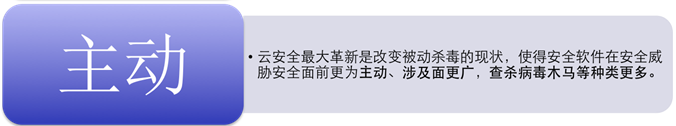 主动
• 云安全最大革新是改变被动杀毒的现状，使得安全软件在安全威
胁安全面前更为主动、涉及面更广，查杀病毒木马等种类更多。